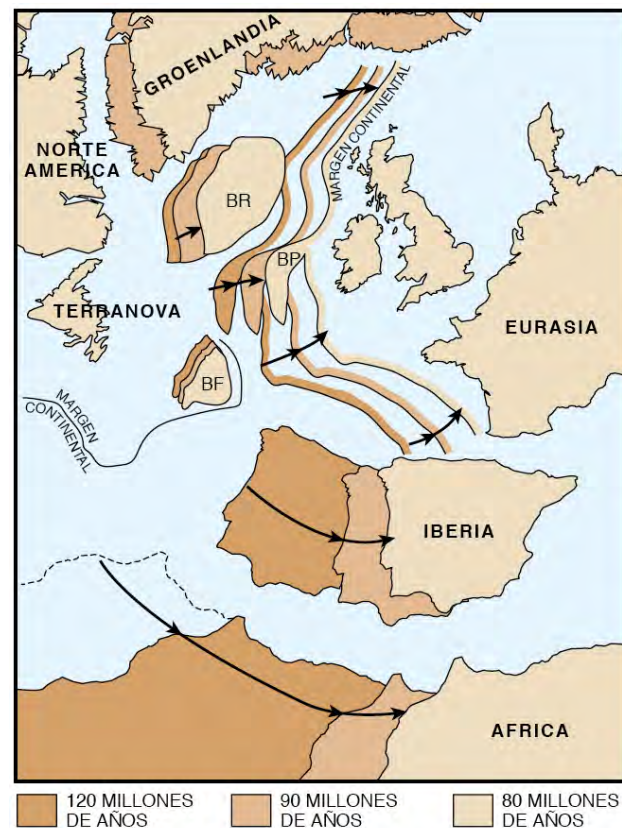 GROENLANDIA
NORTE
AMERICA
BR
MARGEN CONTINENTAL
BP
TERRANOVA
EURASIA
BF
MARGEN
CONTINENTAL
IBERIA
AFRICA
120 MILLONES
DE AÑOS
90 MILLONES
DE AÑOS
80 MILLONES
DE AÑOS